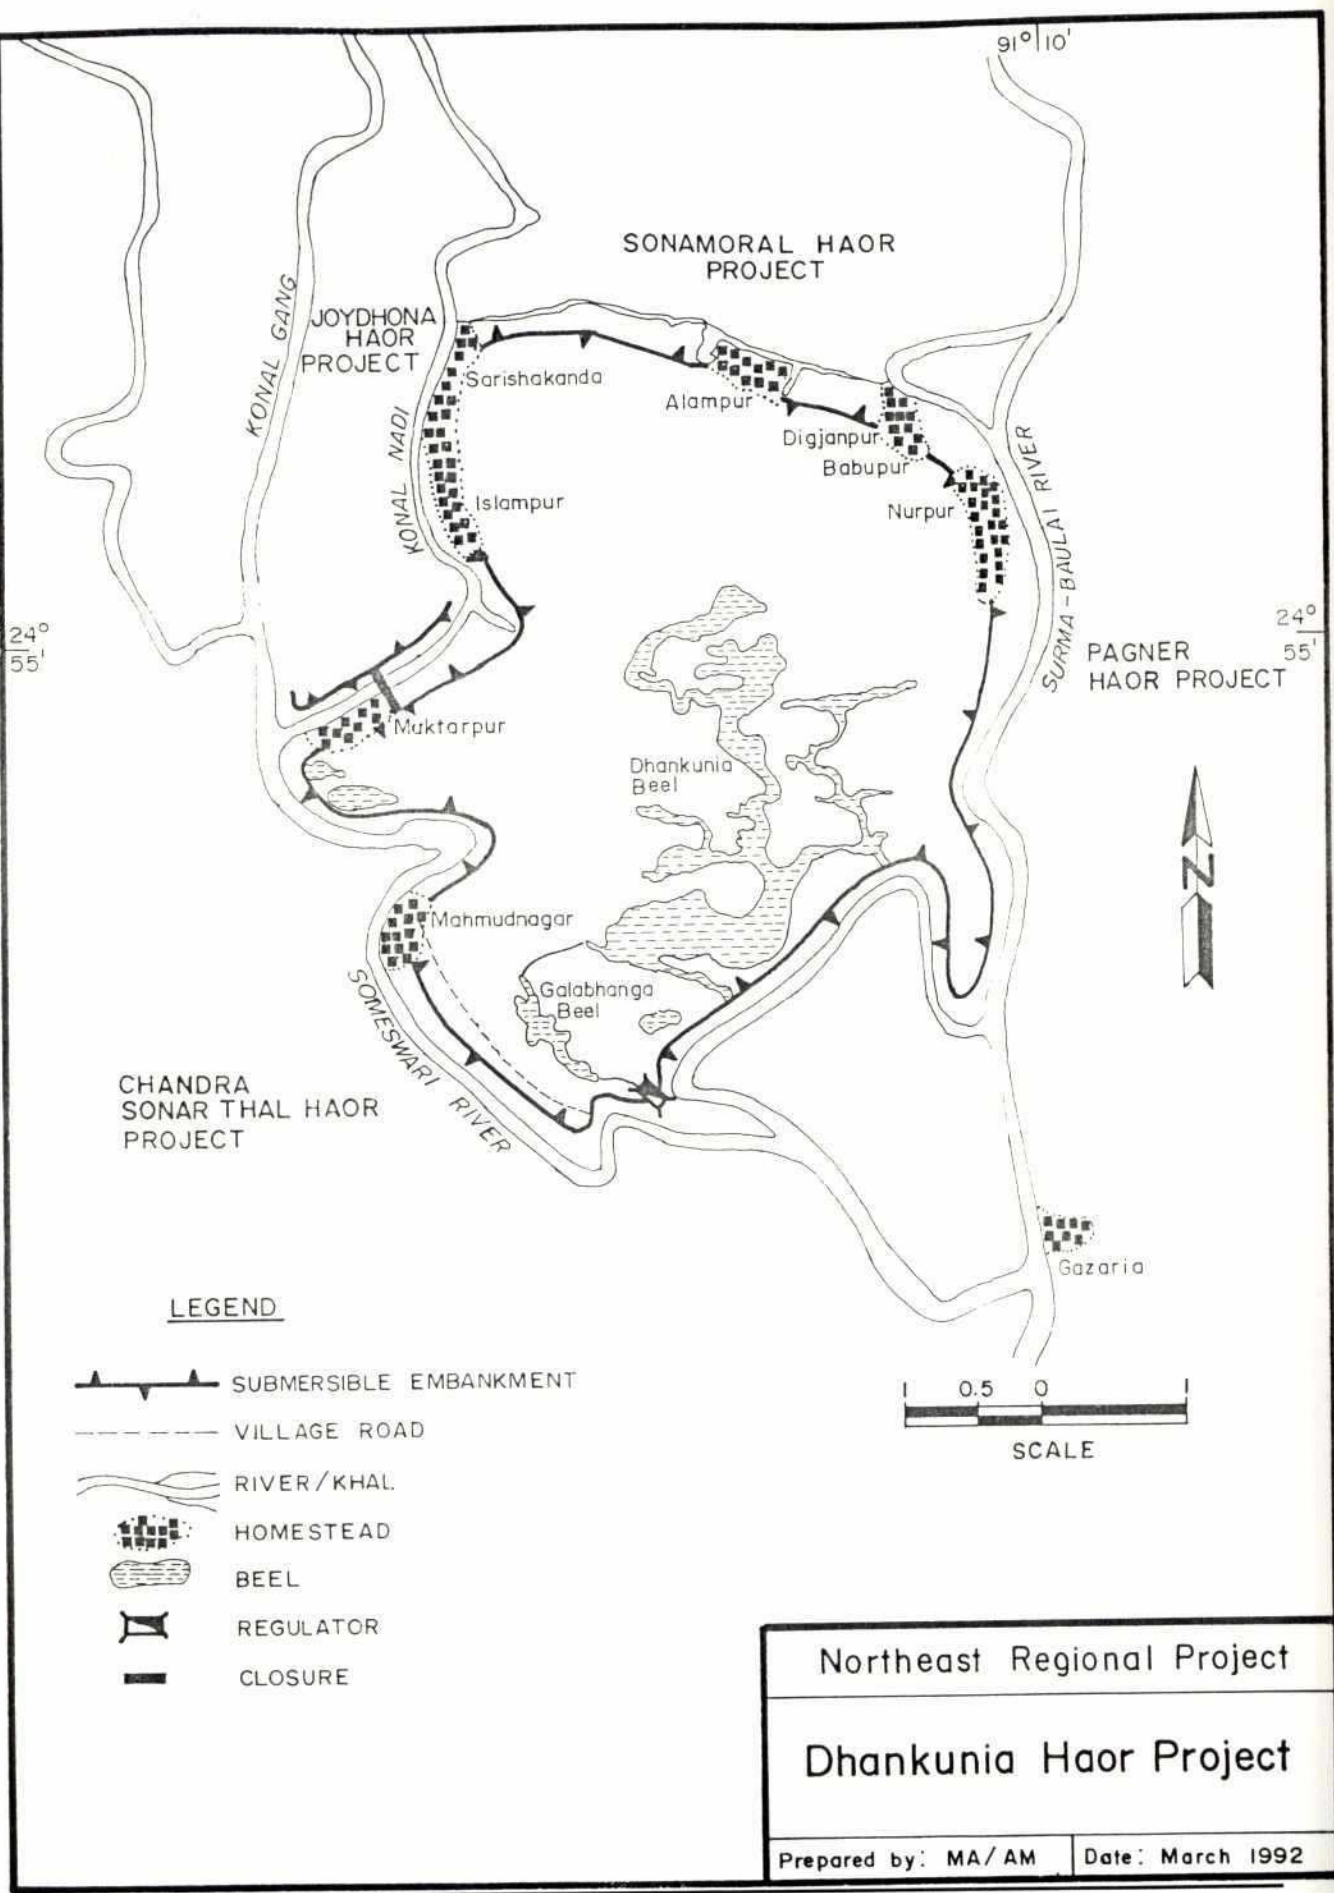 91° 10'
SONAMORAL HAOR
PROJECT
KONAL GANG
JOYDHONA
HAOR
PROJECT
KONAL NADI
Sarishakanda
Alampur
Digjanpur
Babupur
Nurpur
Islampur
SURMA-BAULAI RIVER
24°
55'
24°
55'
PAGNER
HAOR PROJECT
Muktarpur
Dhankunia
Beel
Mahmudnagar
Galabhanga
Beel
SOMESWARI RIVER
CHANDRA
SONAR THAL HAOR
PROJECT
N
Gazaria
LEGEND
SUBMERSIBLE EMBANKMENT
VILLAGE ROAD
RIVER/KHAL
HOMESTEAD
BEEL
REGULATOR
CLOSURE
1 0.5 0 1
SCALE
Northeast Regional Project
Dhankunia Haor Project
Prepared by: MA/AM
Date: March 1992